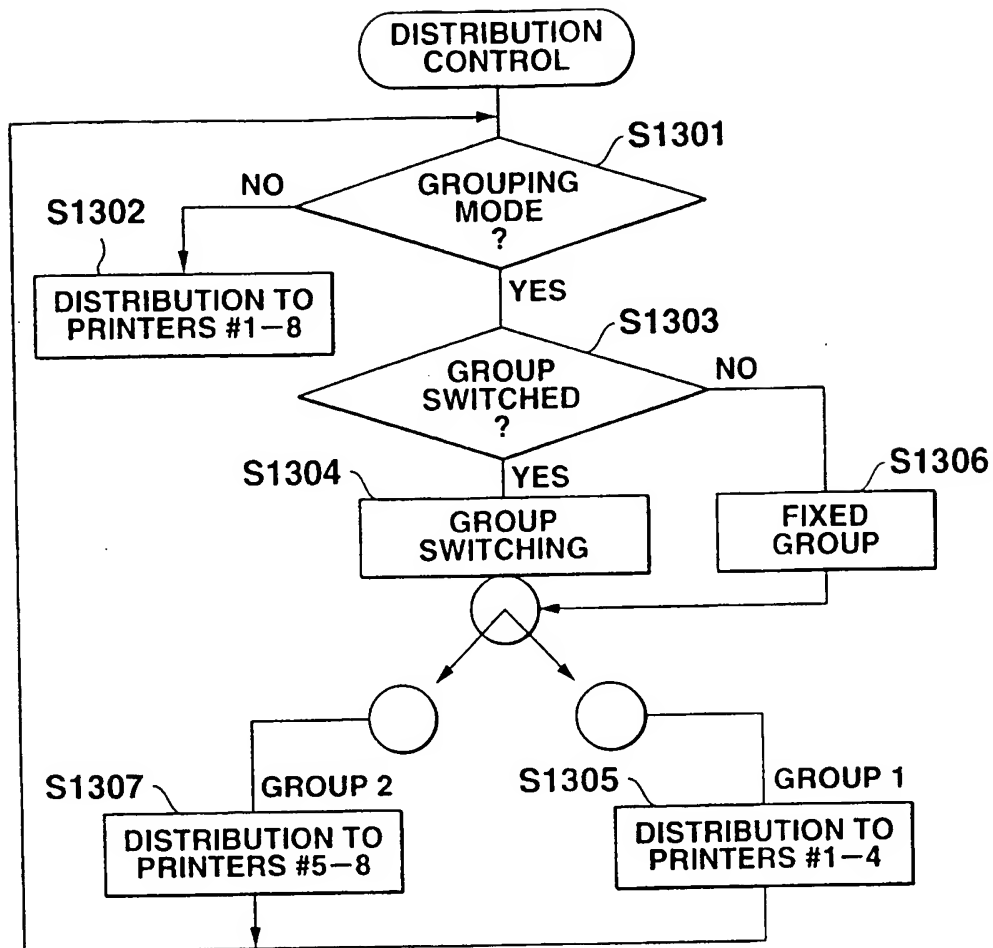 DISTRIBUTION
CONTROL
S1301
GROUPING
MODE
?
NO
S1302
DISTRIBUTION TO
PRINTERS #1–8
YES
S1303
GROUP
SWITCHED
?
NO
S1304
YES
S1306
GROUP
SWITCHING
FIXED
GROUP
S1307
GROUP 2
S1305
GROUP 1
DISTRIBUTION TO
PRINTERS #5–8
DISTRIBUTION TO
PRINTERS #1–4